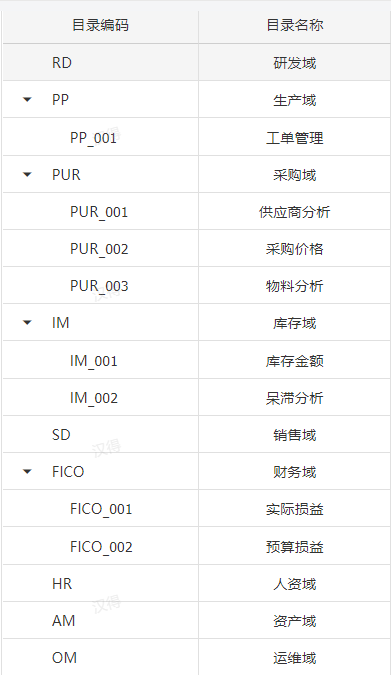 目录编码 目录名称
RD 研发域
PP 生产域
PP_001 工单管理
PUR 采购域
PUR_001 供应商分析
PUR_002 采购价格
PUR_003 物料分析
IM 库存域
IM_001 库存金额
IM_002 呆滞分析
SD 销售域
汉得
FICO 财务域
FICO_001 实际损益
FICO_002 预算损益
HR 人资域
汉得
AM 资产域
OM 运维域